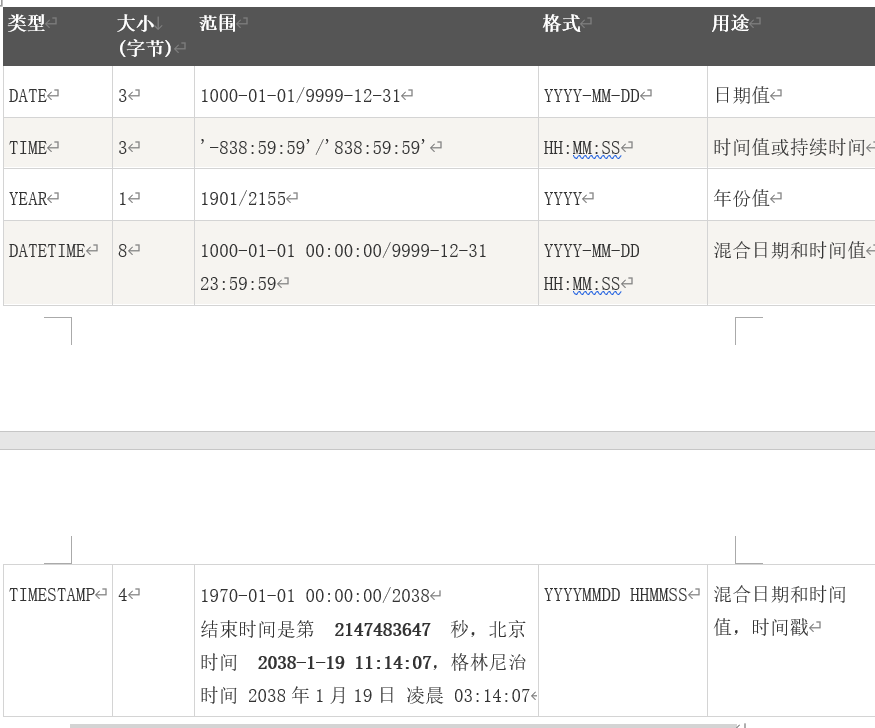 类型 大小 范围 格式 用途
(字节)
DATE 3 1000-01-01/9999-12-31 YYYY-MM-DD 日期值
TIME 3 '-838:59:59'/'838:59:59' HH:MM:SS 时间值或持续时间
YEAR 1 1901/2155 YYYY 年份值
DATETIME 8 1000-01-01 00:00:00/9999-12-31 YYYY-MM-DD 混合日期和时间值
23:59:59 HH:MM:SS
TIMESTAMP 4 1970-01-01 00:00:00/2038 YYYYMMDD HHMMSS 混合日期和时间
结束时间是第 2147483647 秒，北京 值，时间戳
时间 2038-1-19 11:14:07，格林尼治
时间 2038 年 1 月 19 日 凌晨 03:14:07